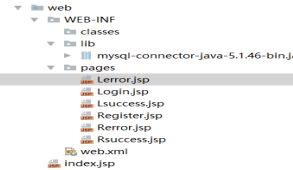 web
WEB-INF
classes
lib
mysql-connector-java-5.1.46-bin.j
pages
Lerror.jsp
Login.jsp
Lsuccess.jsp
Register.jsp
Rerror.jsp
Rsuccess.jsp
web.xml
index.jsp